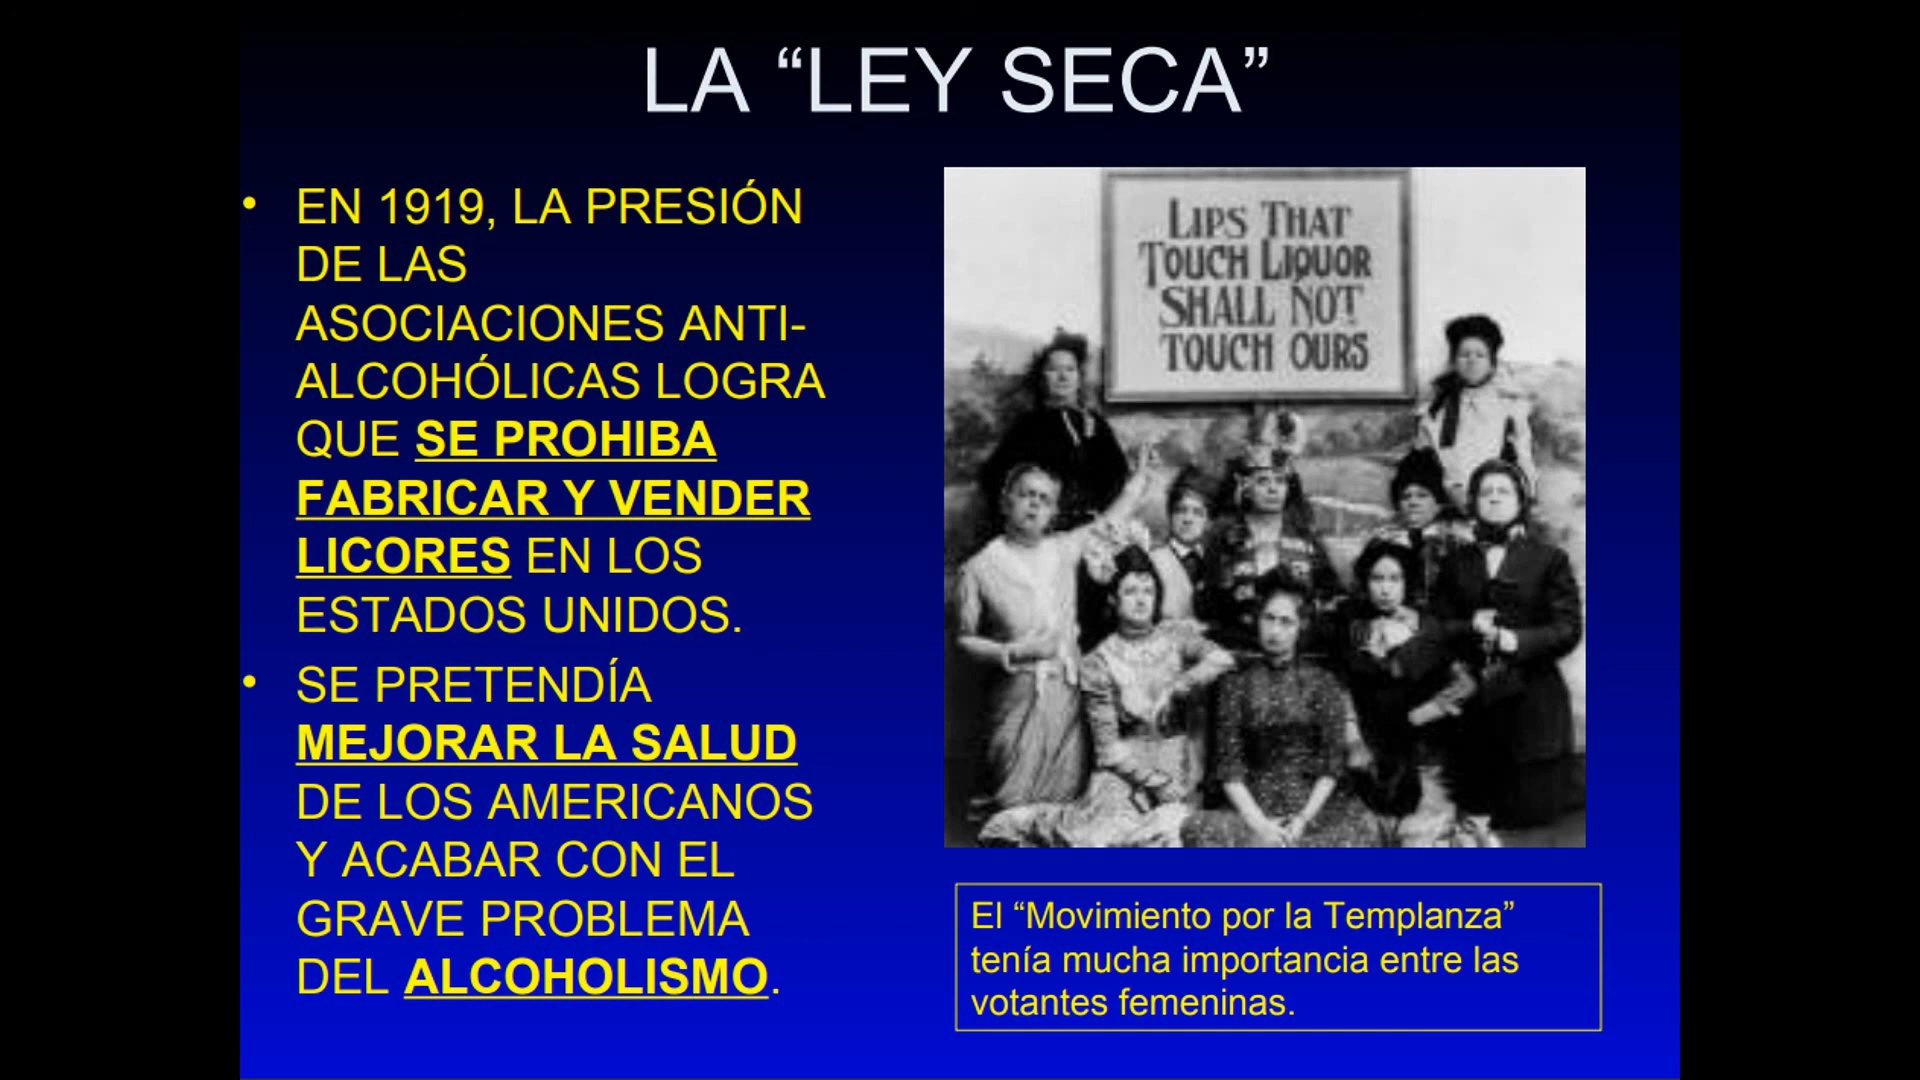 LA “LEY SECA”
• EN 1919, LA PRESIÓN
DE LAS
ASOCIACIONES ANTI-
ALCOHÓLICAS LOGRA
QUE SE PROHIBA
FABRICAR Y VENDER
LICORES EN LOS
ESTADOS UNIDOS.
• SE PRETENDÍA
MEJORAR LA SALUD
DE LOS AMERICANOS
Y ACABAR CON EL
GRAVE PROBLEMA
DEL ALCOHOLISMO.
LIPS THAT
TOUCH LIQUOR
SHALL NOT
TOUCH OURS
El “Movimiento por la Templanza”
tenía mucha importancia entre las
votantes femeninas.